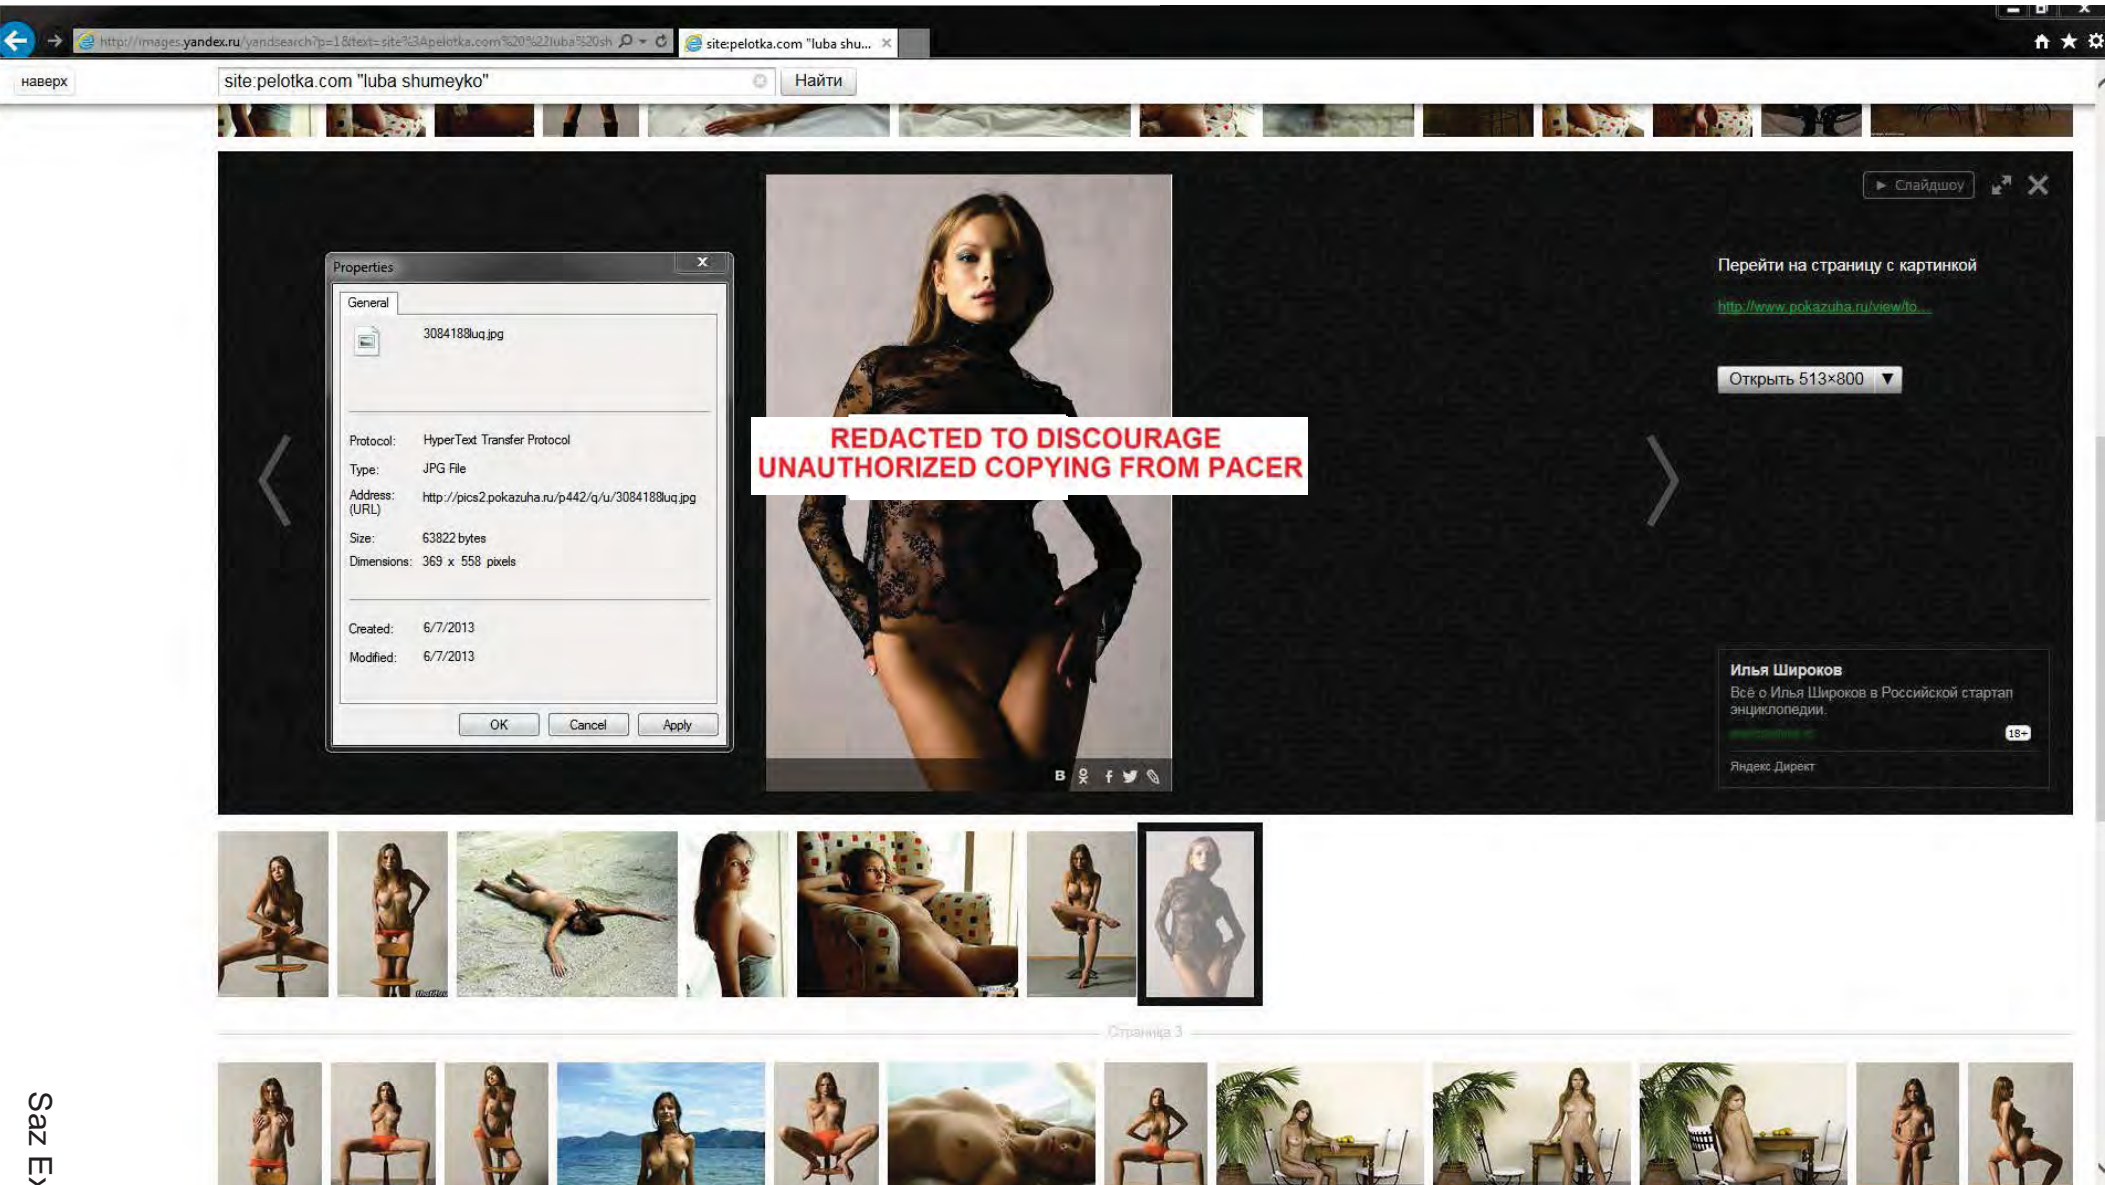 site:pelotka.com "luba shu...
наверх
site:pelotka.com "luba shumeyko"
Найти
Слайдшоу
Properties
General
3084188luq.jpg
Protocol: HyperText Transfer Protocol
Type: JPG File
Address: http://pics2.pokazuha.ru/p442/q/u/3084188luq.jpg
(URL)
Size: 63822 bytes
Dimensions: 369 x 558 pixels
Created: 6/7/2013
Modified: 6/7/2013
OK Cancel Apply
REDACTED TO DISCOURAGE
UNAUTHORIZED COPYING FROM PACER
Перейти на страницу с картинкой
http://www.pokazuha.ru/view/to...
Открыть 513×800
Илья Широков
Всё о Илья Широков в Российской стартап
энциклопедии.
18+
Яндекс.Директ
Страница 3
Saz